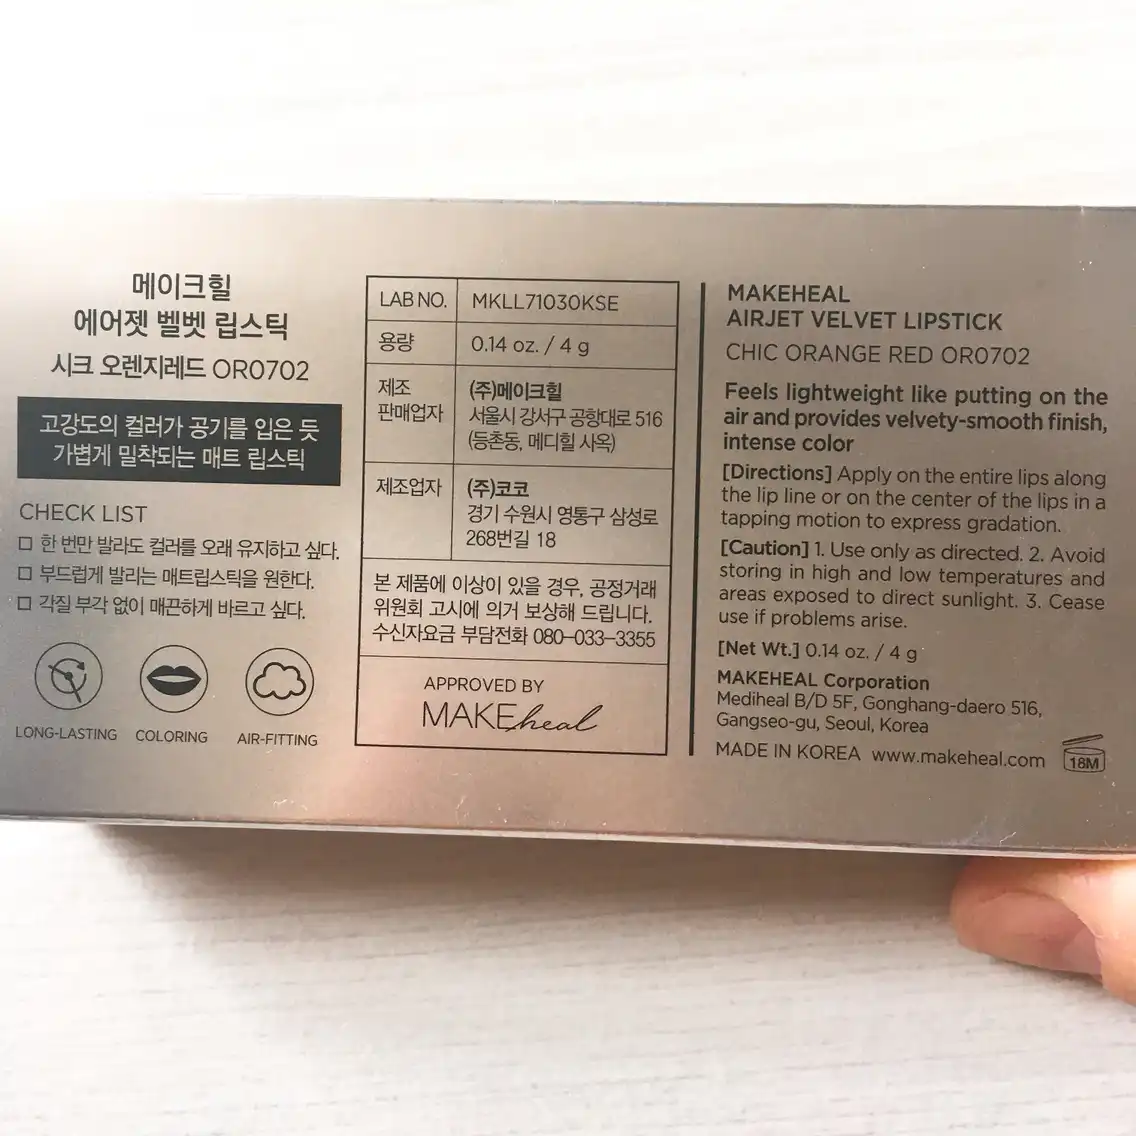 메이크힐
에어젯 벨벳 립스틱
시크 오렌지레드 OR0702
고강도의 컬러가 공기를 입은 듯
가볍게 밀착되는 매트 립스틱
CHECK LIST
한 번만 발라도 컬러를 오래 유지하고 싶다.
부드럽게 발리는 매트립스틱을 원한다.
각질 부각 없이 매끈하게 바르고 싶다.
LONG-LASTING COLORING AIR-FITTING
LAB NO. MKLL71030KSE
용량 0.14 oz. / 4 g
제조
판매업자
(주)메이크힐
서울시 강서구 공항대로 516
(등촌동, 메디힐 사옥)
제조업자 (주)코코
경기 수원시 영통구 삼성로
268번길 18
본 제품에 이상이 있을 경우, 공정거래
위원회 고시에 의거 보상해 드립니다.
수신자요금 부담전화 080-033-3355
APPROVED BY
MAKEheal
MAKEHEAL
AIRJET VELVET LIPSTICK
CHIC ORANGE RED OR0702
Feels lightweight like putting on the
air and provides velvety-smooth finish,
intense color
[Directions] Apply on the entire lips along
the lip line or on the center of the lips in a
tapping motion to express gradation.
[Caution] 1. Use only as directed. 2. Avoid
storing in high and low temperatures and
areas exposed to direct sunlight. 3. Cease
use if problems arise.
[Net Wt.] 0.14 oz. / 4 g
MAKEHEAL Corporation
Mediheal B/D 5F, Gonghang-daero 516,
Gangseo-gu, Seoul, Korea
MADE IN KOREA www.makeheal.com
18M